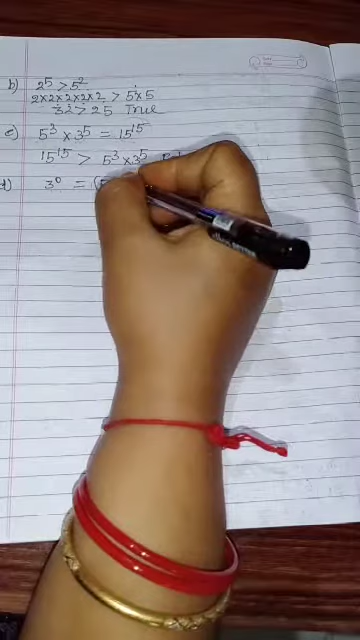 b) 2⁵ > 5²
2×2×2×2×2 > 5×5
32 > 25 True
c) 5³ × 3⁵ = 15¹⁵
15¹⁵ > 5³ × 3⁵
d) 3⁰ = (5